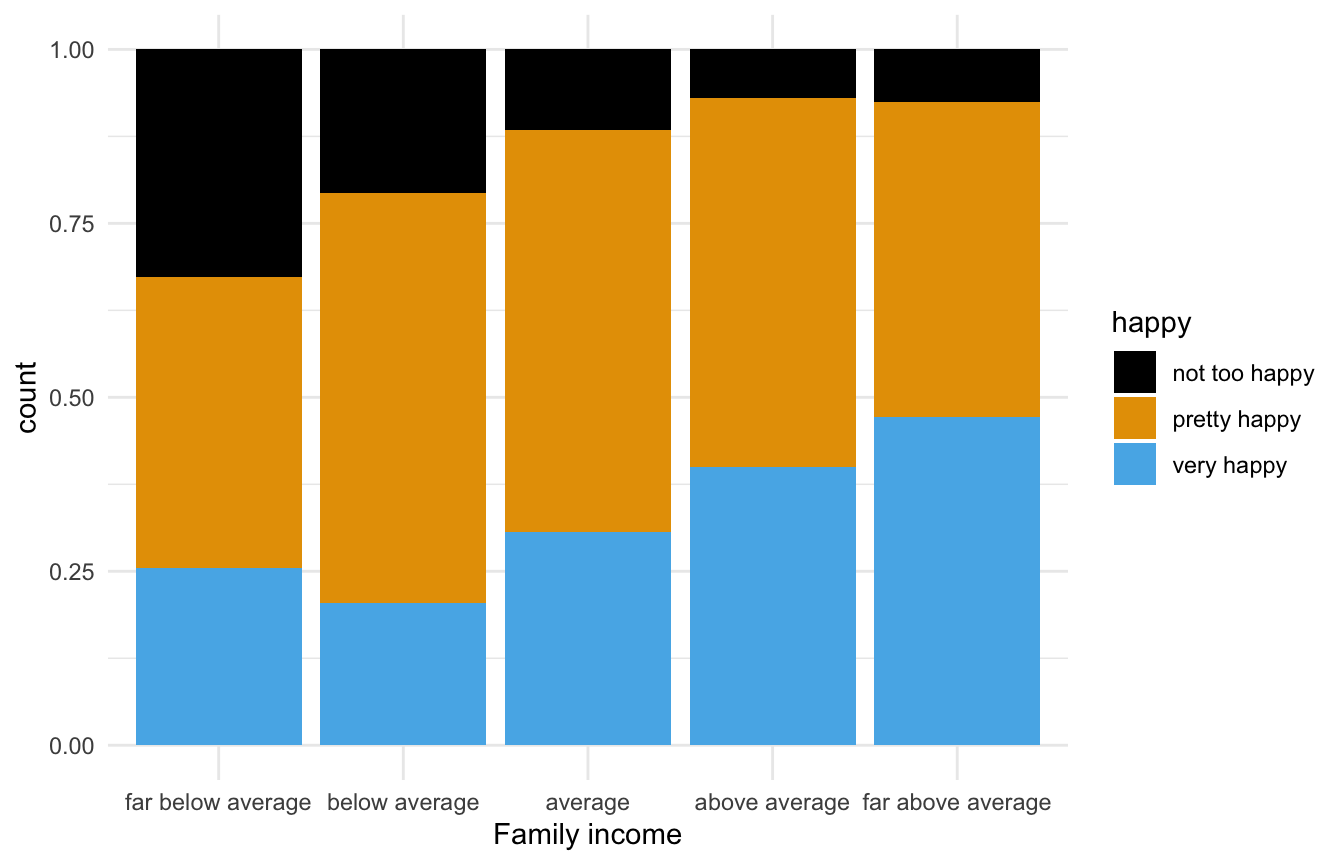 1.00
0.75
0.50
0.25
0.00
count
far below average below average average above average far above average
Family income
happy
not too happy
pretty happy
very happy